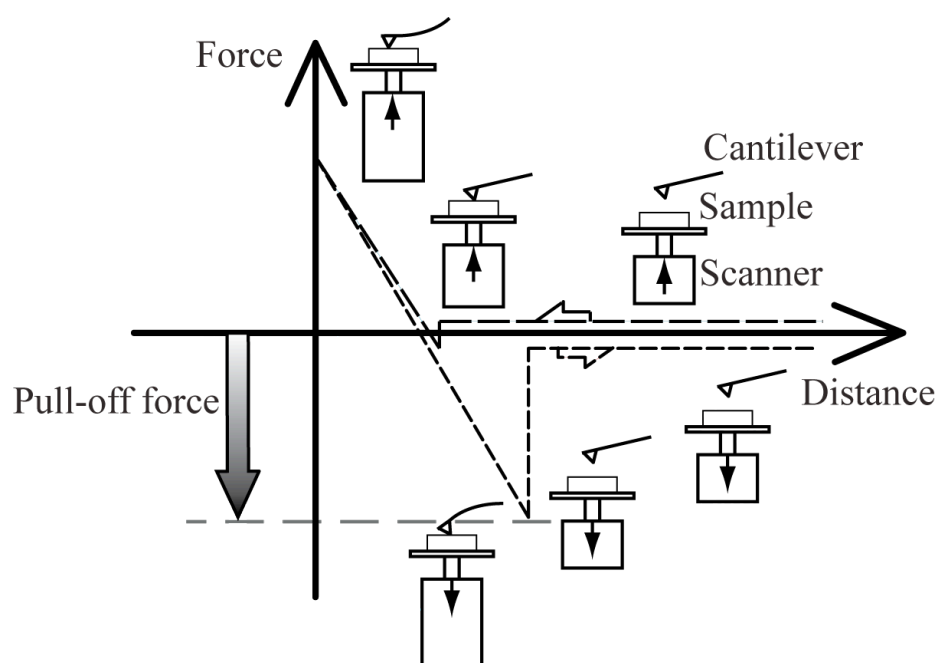 Force
Cantilever
Sample
Scanner
Pull-off force
Distance